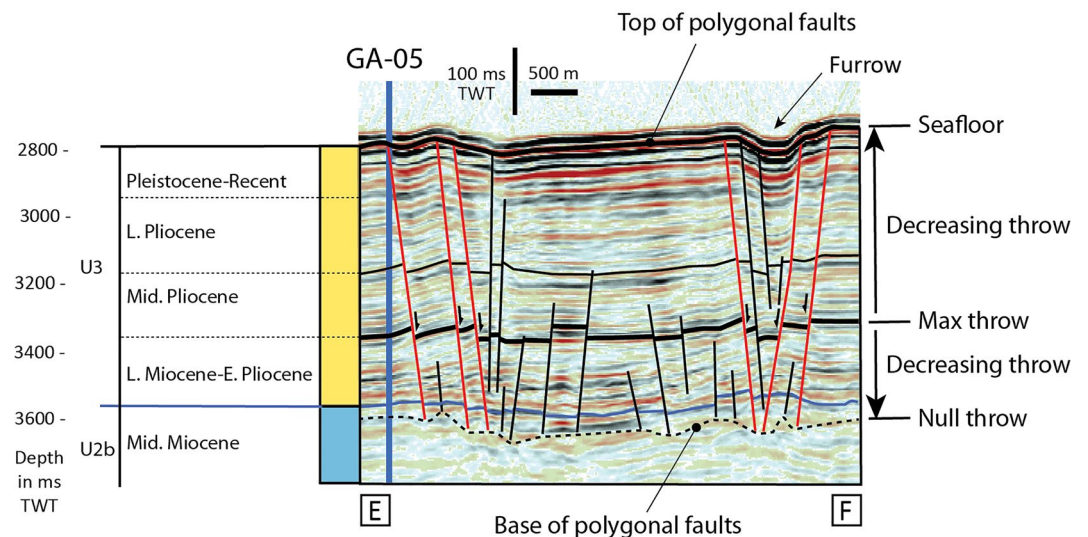 Top of polygonal faults
GA-05
100 ms
TWT
500 m
Furrow
Seafloor
2800 -
Pleistocene-Recent
3000 -
L. Pliocene
Decreasing throw
U3
3200 -
Mid. Pliocene
Max throw
3400 -
L. Miocene-E. Pliocene
Decreasing throw
3600 -
Null throw
U2b
Mid. Miocene
Depth
in ms
TWT
E
F
Base of polygonal faults